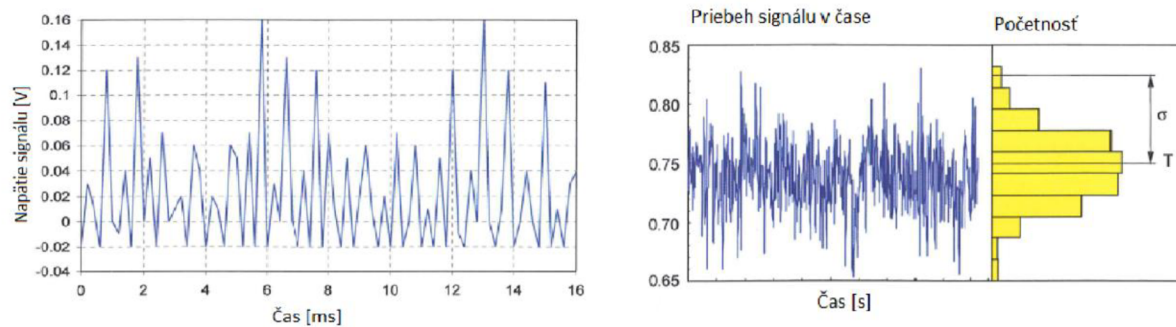 0.16
0.14
0.12
0.1
0.08
0.06
0.04
0.02
0
-0.02
-0.04
Napätie signálu [V]
0 2 4 6 8 10 12 14 16
Čas [ms]
Priebeh signálu v čase
Početnosť
0.85
0.80
0.75
0.70
0.65
σ
T
Čas [s]